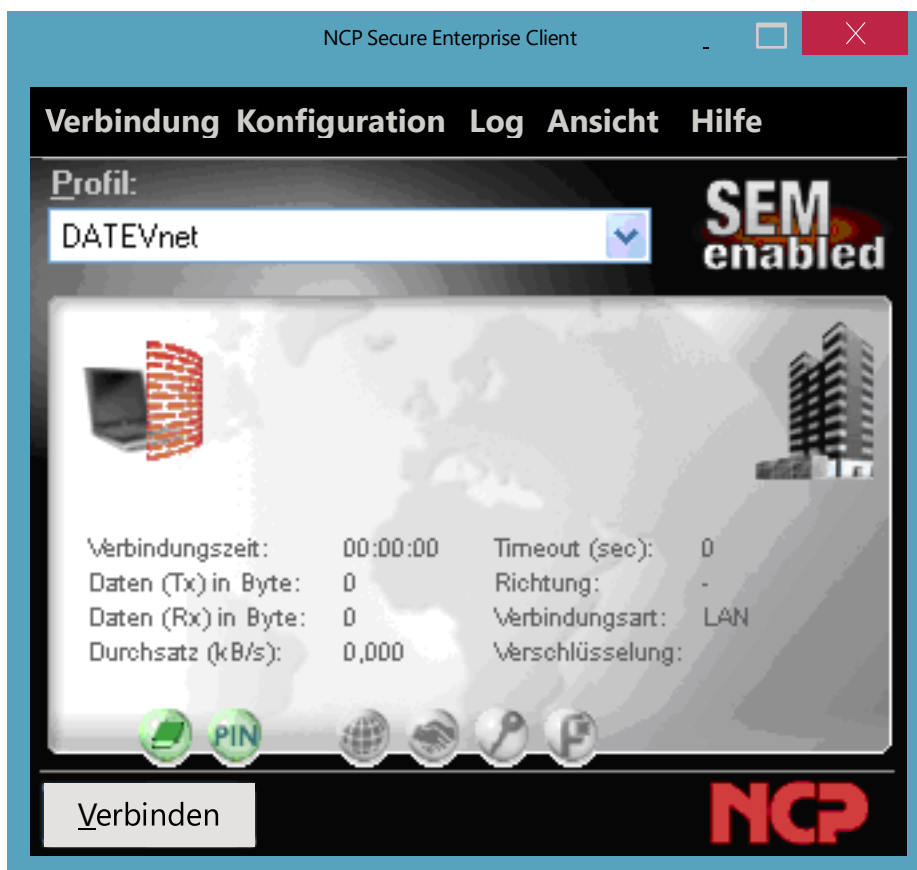 NCP Secure Enterprise Client
Verbindung Konfiguration Log Ansicht Hilfe
Profil:
DATEVnet
SEM
enabled
Verbindungszeit: 00:00:00 Timeout (sec): 0
Daten (Tx) in Byte: 0 Richtung: -
Daten (Rx) in Byte: 0 Verbindungsart: LAN
Durchsatz (kB/s): 0,000 Verschlüsselung:
PIN
Verbinden
NCP